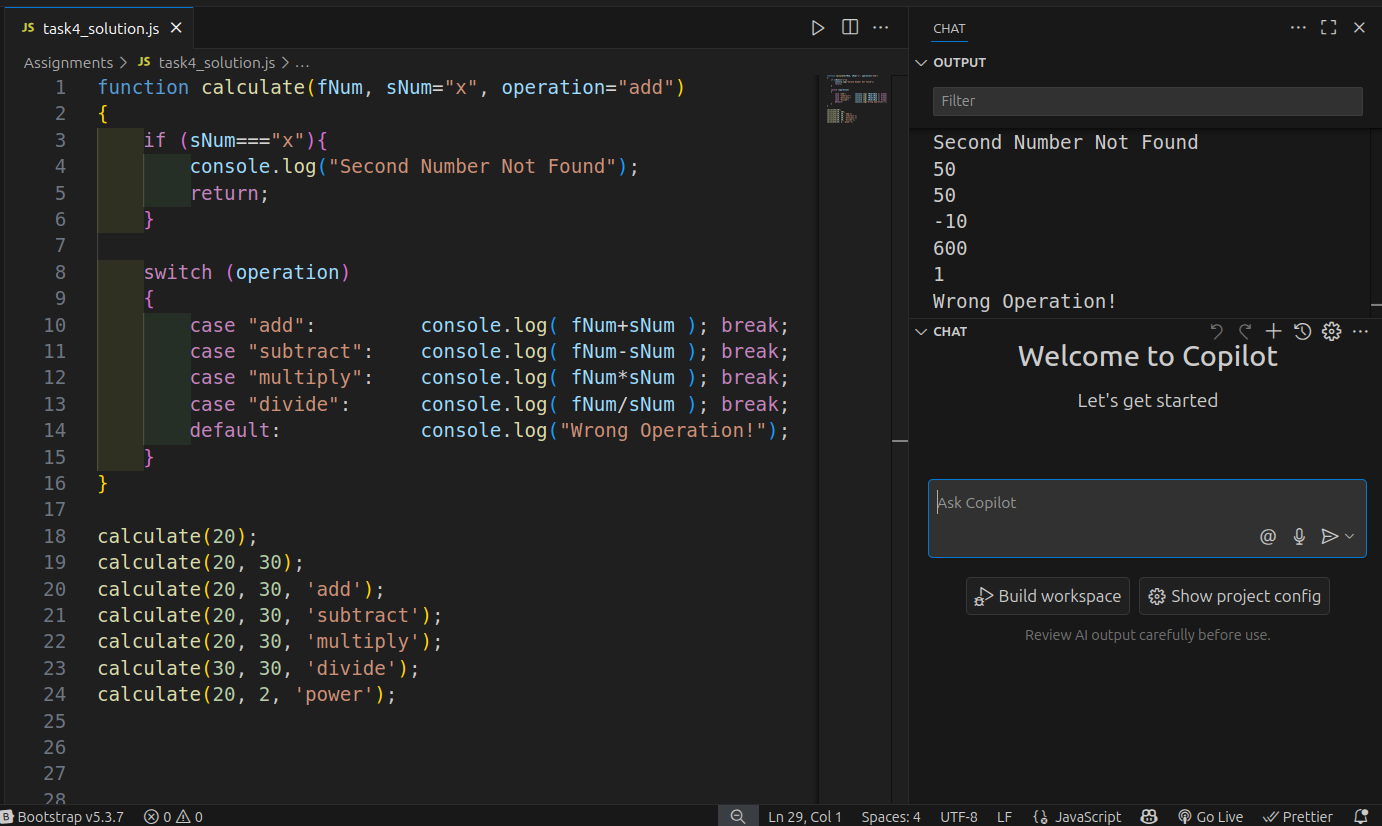 JS task4_solution.js
Assignments > JS task4_solution.js > ...
1 function calculate(fNum, sNum="x", operation="add")
2 {
3     if (sNum==="x"){
4         console.log("Second Number Not Found");
5         return;
6     }
7
8     switch (operation)
9     {
10         case "add":         console.log( fNum+sNum ); break;
11         case "subtract":    console.log( fNum-sNum ); break;
12         case "multiply":    console.log( fNum*sNum ); break;
13         case "divide":      console.log( fNum/sNum ); break;
14         default:            console.log("Wrong Operation!");
15     }
16 }
17
18 calculate(20);
19 calculate(20, 30);
20 calculate(20, 30, 'add');
21 calculate(20, 30, 'subtract');
22 calculate(20, 30, 'multiply');
23 calculate(30, 30, 'divide');
24 calculate(20, 2, 'power');
25
26
27
28
CHAT
OUTPUT
Filter
Second Number Not Found
50
50
-10
600
1
Wrong Operation!
CHAT
Welcome to Copilot
Let's get started
Ask Copilot
@
Build workspace Show project config
Review AI output carefully before use.
B Bootstrap v5.3.7 0 0 Ln 29, Col 1 Spaces: 4 UTF-8 LF {} JavaScript Go Live Prettier